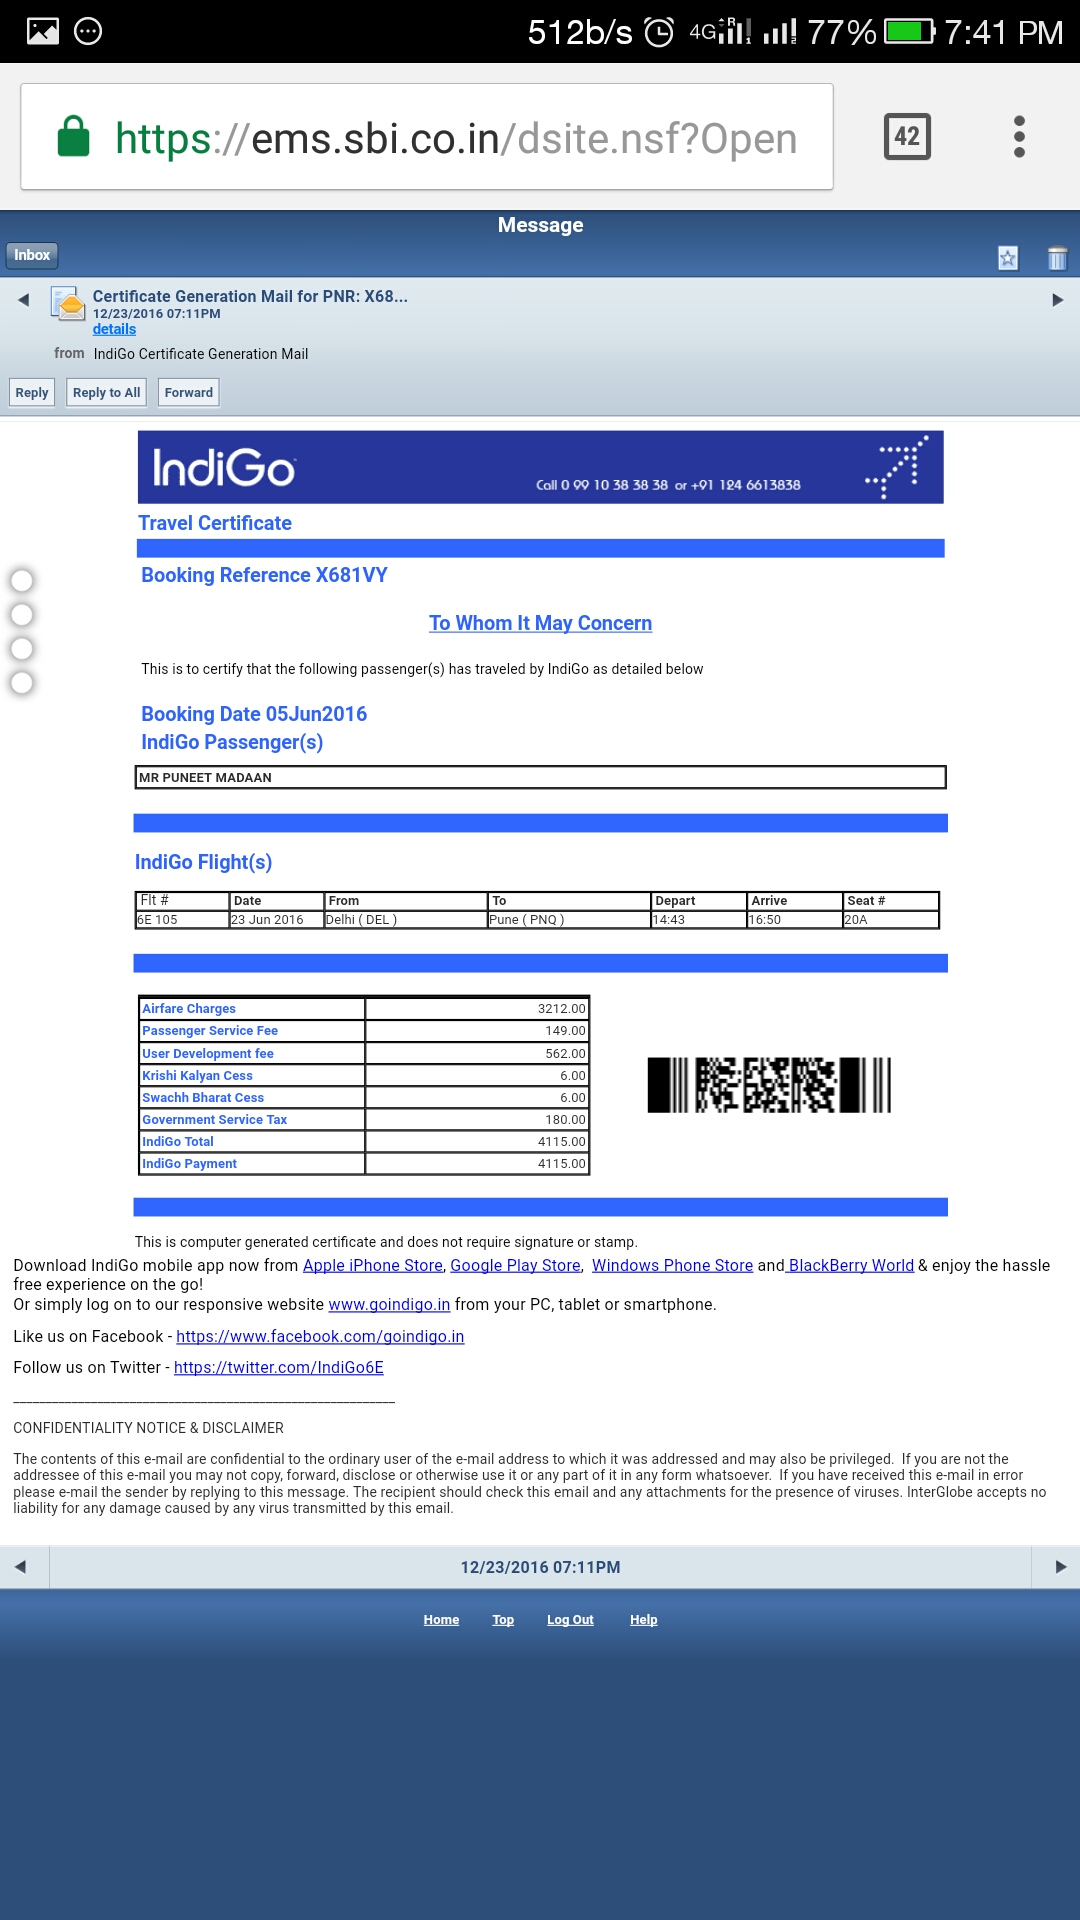 512b/s 4G R 1 2 77% 7:41 PM
https://ems.sbi.co.in/dsite.nsf?Open 42
Message
Inbox
Certificate Generation Mail for PNR: X68...
12/23/2016 07:11PM
details
from IndiGo Certificate Generation Mail
Reply Reply to All Forward
IndiGo
Call 0 99 10 38 38 38 or +91 124 6613838
Travel Certificate
Booking Reference X681VY
To Whom It May Concern
This is to certify that the following passenger(s) has traveled by IndiGo as detailed below
Booking Date 05Jun2016
IndiGo Passenger(s)
MR PUNEET MADAAN
IndiGo Flight(s)
Flt # Date From To Depart Arrive Seat #
6E 105 23 Jun 2016 Delhi ( DEL ) Pune ( PNQ ) 14:43 16:50 20A
Airfare Charges 3212.00
Passenger Service Fee 149.00
User Development fee 562.00
Krishi Kalyan Cess 6.00
Swachh Bharat Cess 6.00
Government Service Tax 180.00
IndiGo Total 4115.00
IndiGo Payment 4115.00
This is computer generated certificate and does not require signature or stamp.
Download IndiGo mobile app now from Apple iPhone Store, Google Play Store, Windows Phone Store and BlackBerry World & enjoy the hassle
free experience on the go!
Or simply log on to our responsive website www.goindigo.in from your PC, tablet or smartphone.
Like us on Facebook - https://www.facebook.com/goindigo.in
Follow us on Twitter - https://twitter.com/IndiGo6E
CONFIDENTIALITY NOTICE & DISCLAIMER
The contents of this e-mail are confidential to the ordinary user of the e-mail address to which it was addressed and may also be privileged. If you are not the
addressee of this e-mail you may not copy, forward, disclose or otherwise use it or any part of it in any form whatsoever. If you have received this e-mail in error
please e-mail the sender by replying to this message. The recipient should check this email and any attachments for the presence of viruses. InterGlobe accepts no
liability for any damage caused by any virus transmitted by this email.
12/23/2016 07:11PM
Home Top Log Out Help